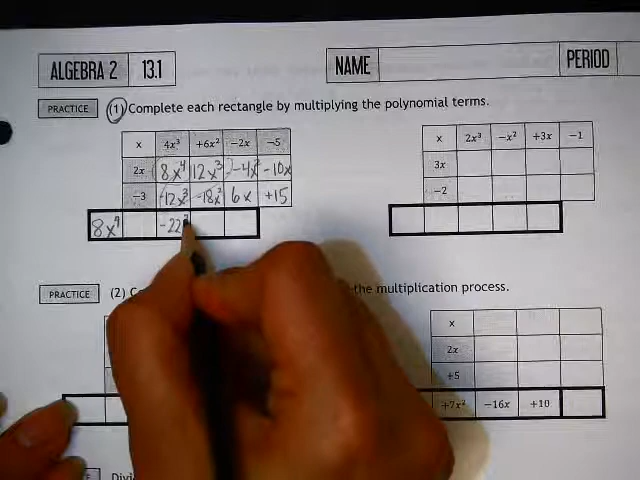 ALGEBRA 2 13.1 NAME PERIOD
PRACTICE (1) Complete each rectangle by multiplying the polynomial terms.
x 4x³ +6x² −2x −5
2x 8x⁴ 12x³ -4x² -10x
−3 -12x³ -18x² 6x +15
8x⁴ -22
x 2x³ −x² +3x −1
3x
−2
PRACTICE (2) the multiplication process.
x
2x
+5
+7x² −16x +10